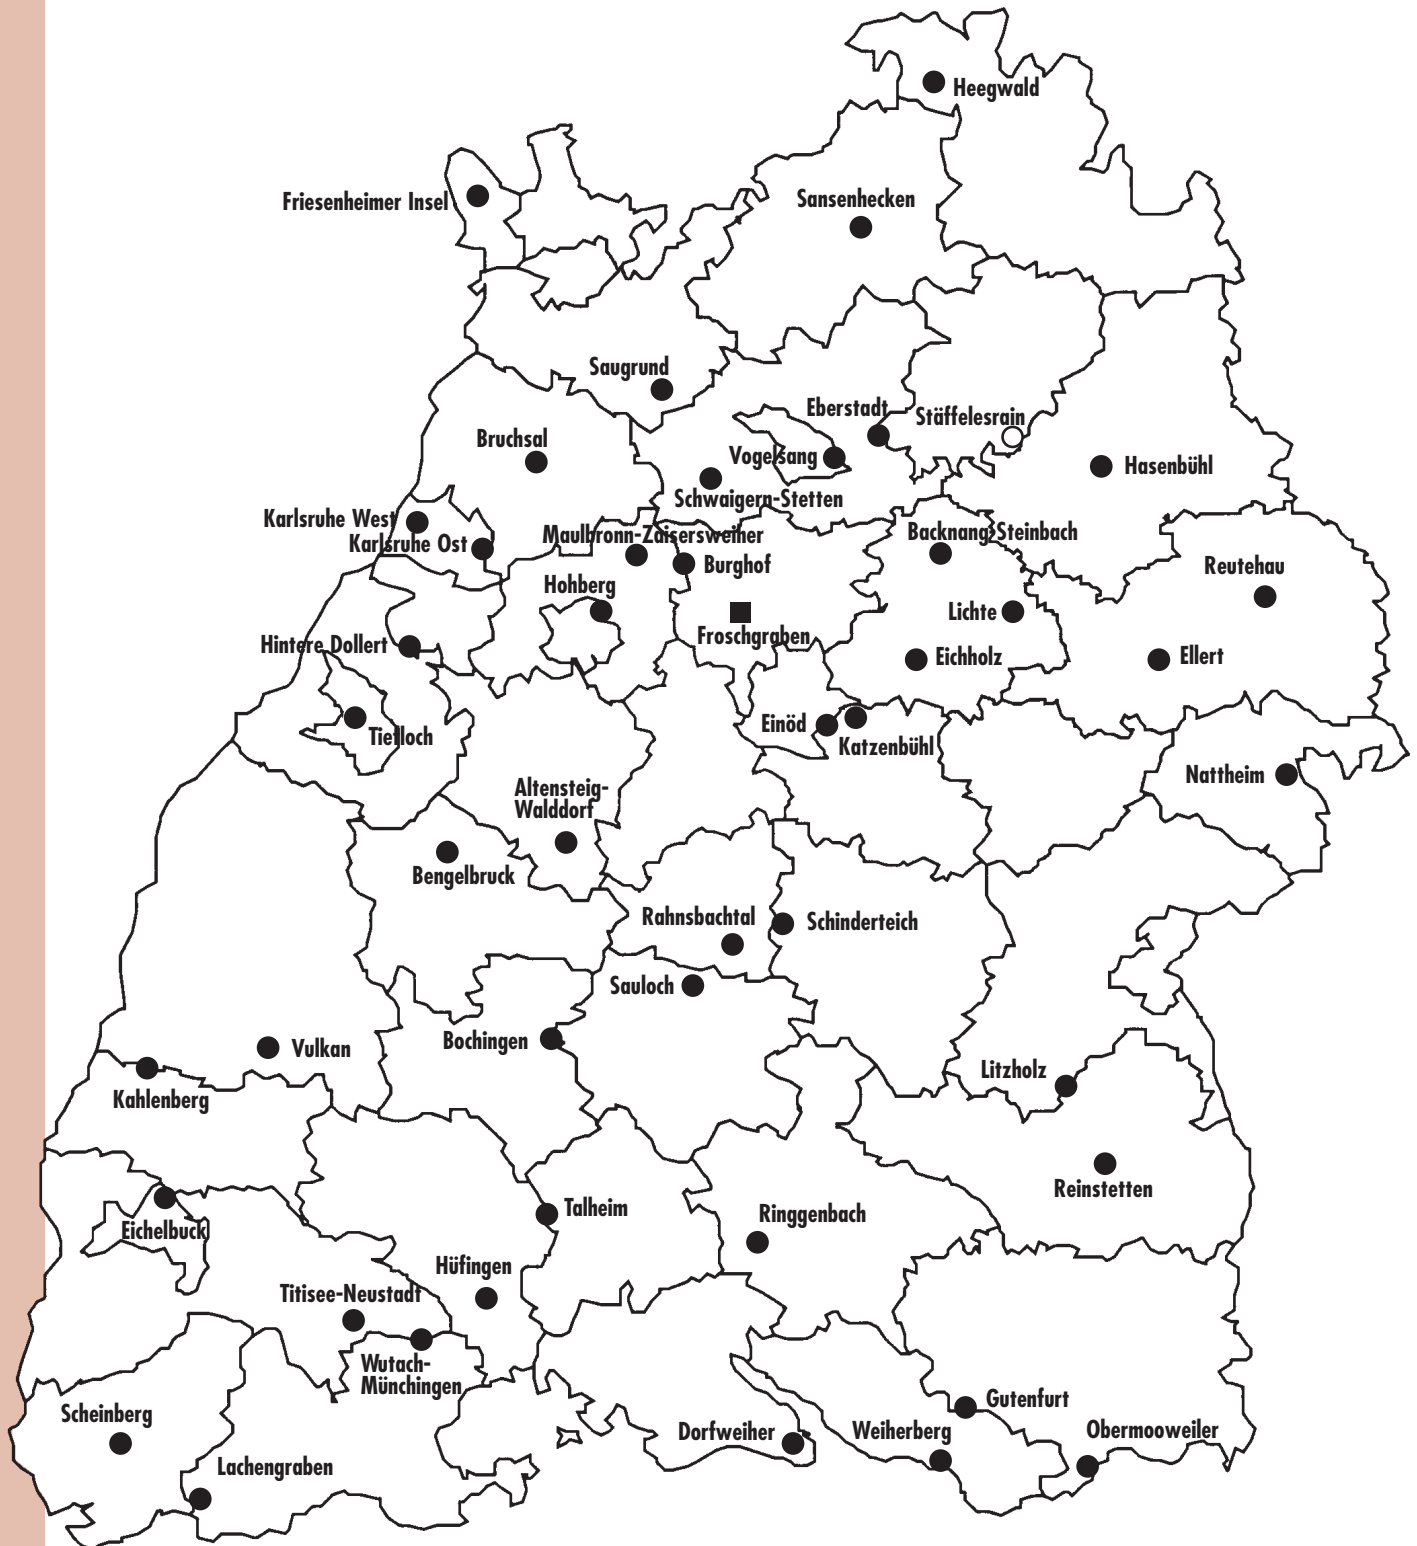 Heegwald
Friesenheimer Insel
Sansenhecken
Saugrund
Eberstadt
Stäffelesrain
Bruchsal
Vogelsang
Hasenbühl
Schwaigern-Stetten
Karlsruhe West
Karlsruhe Ost
Maulbronn-Zaisersweiher
Backnang-Steinbach
Burghof
Reutehau
Hohberg
Lichte
Froschgraben
Hintere Dollert
Eichholz
Ellert
Einöd
Tiefloch
Katzenbühl
Nattheim
Altensteig-
Walddorf
Bengelbruck
Rahnsbachtal
Schinderteich
Sauloch
Bochingen
Vulkan
Litzholz
Kahlenberg
Reinstetten
Talheim
Ringgenbach
Eichelbuck
Hüfingen
Titisee-Neustadt
Wutach-
Münchingen
Gutenfurt
Scheinberg
Dorfweiher
Weiherberg
Obermooweiler
Lachengraben